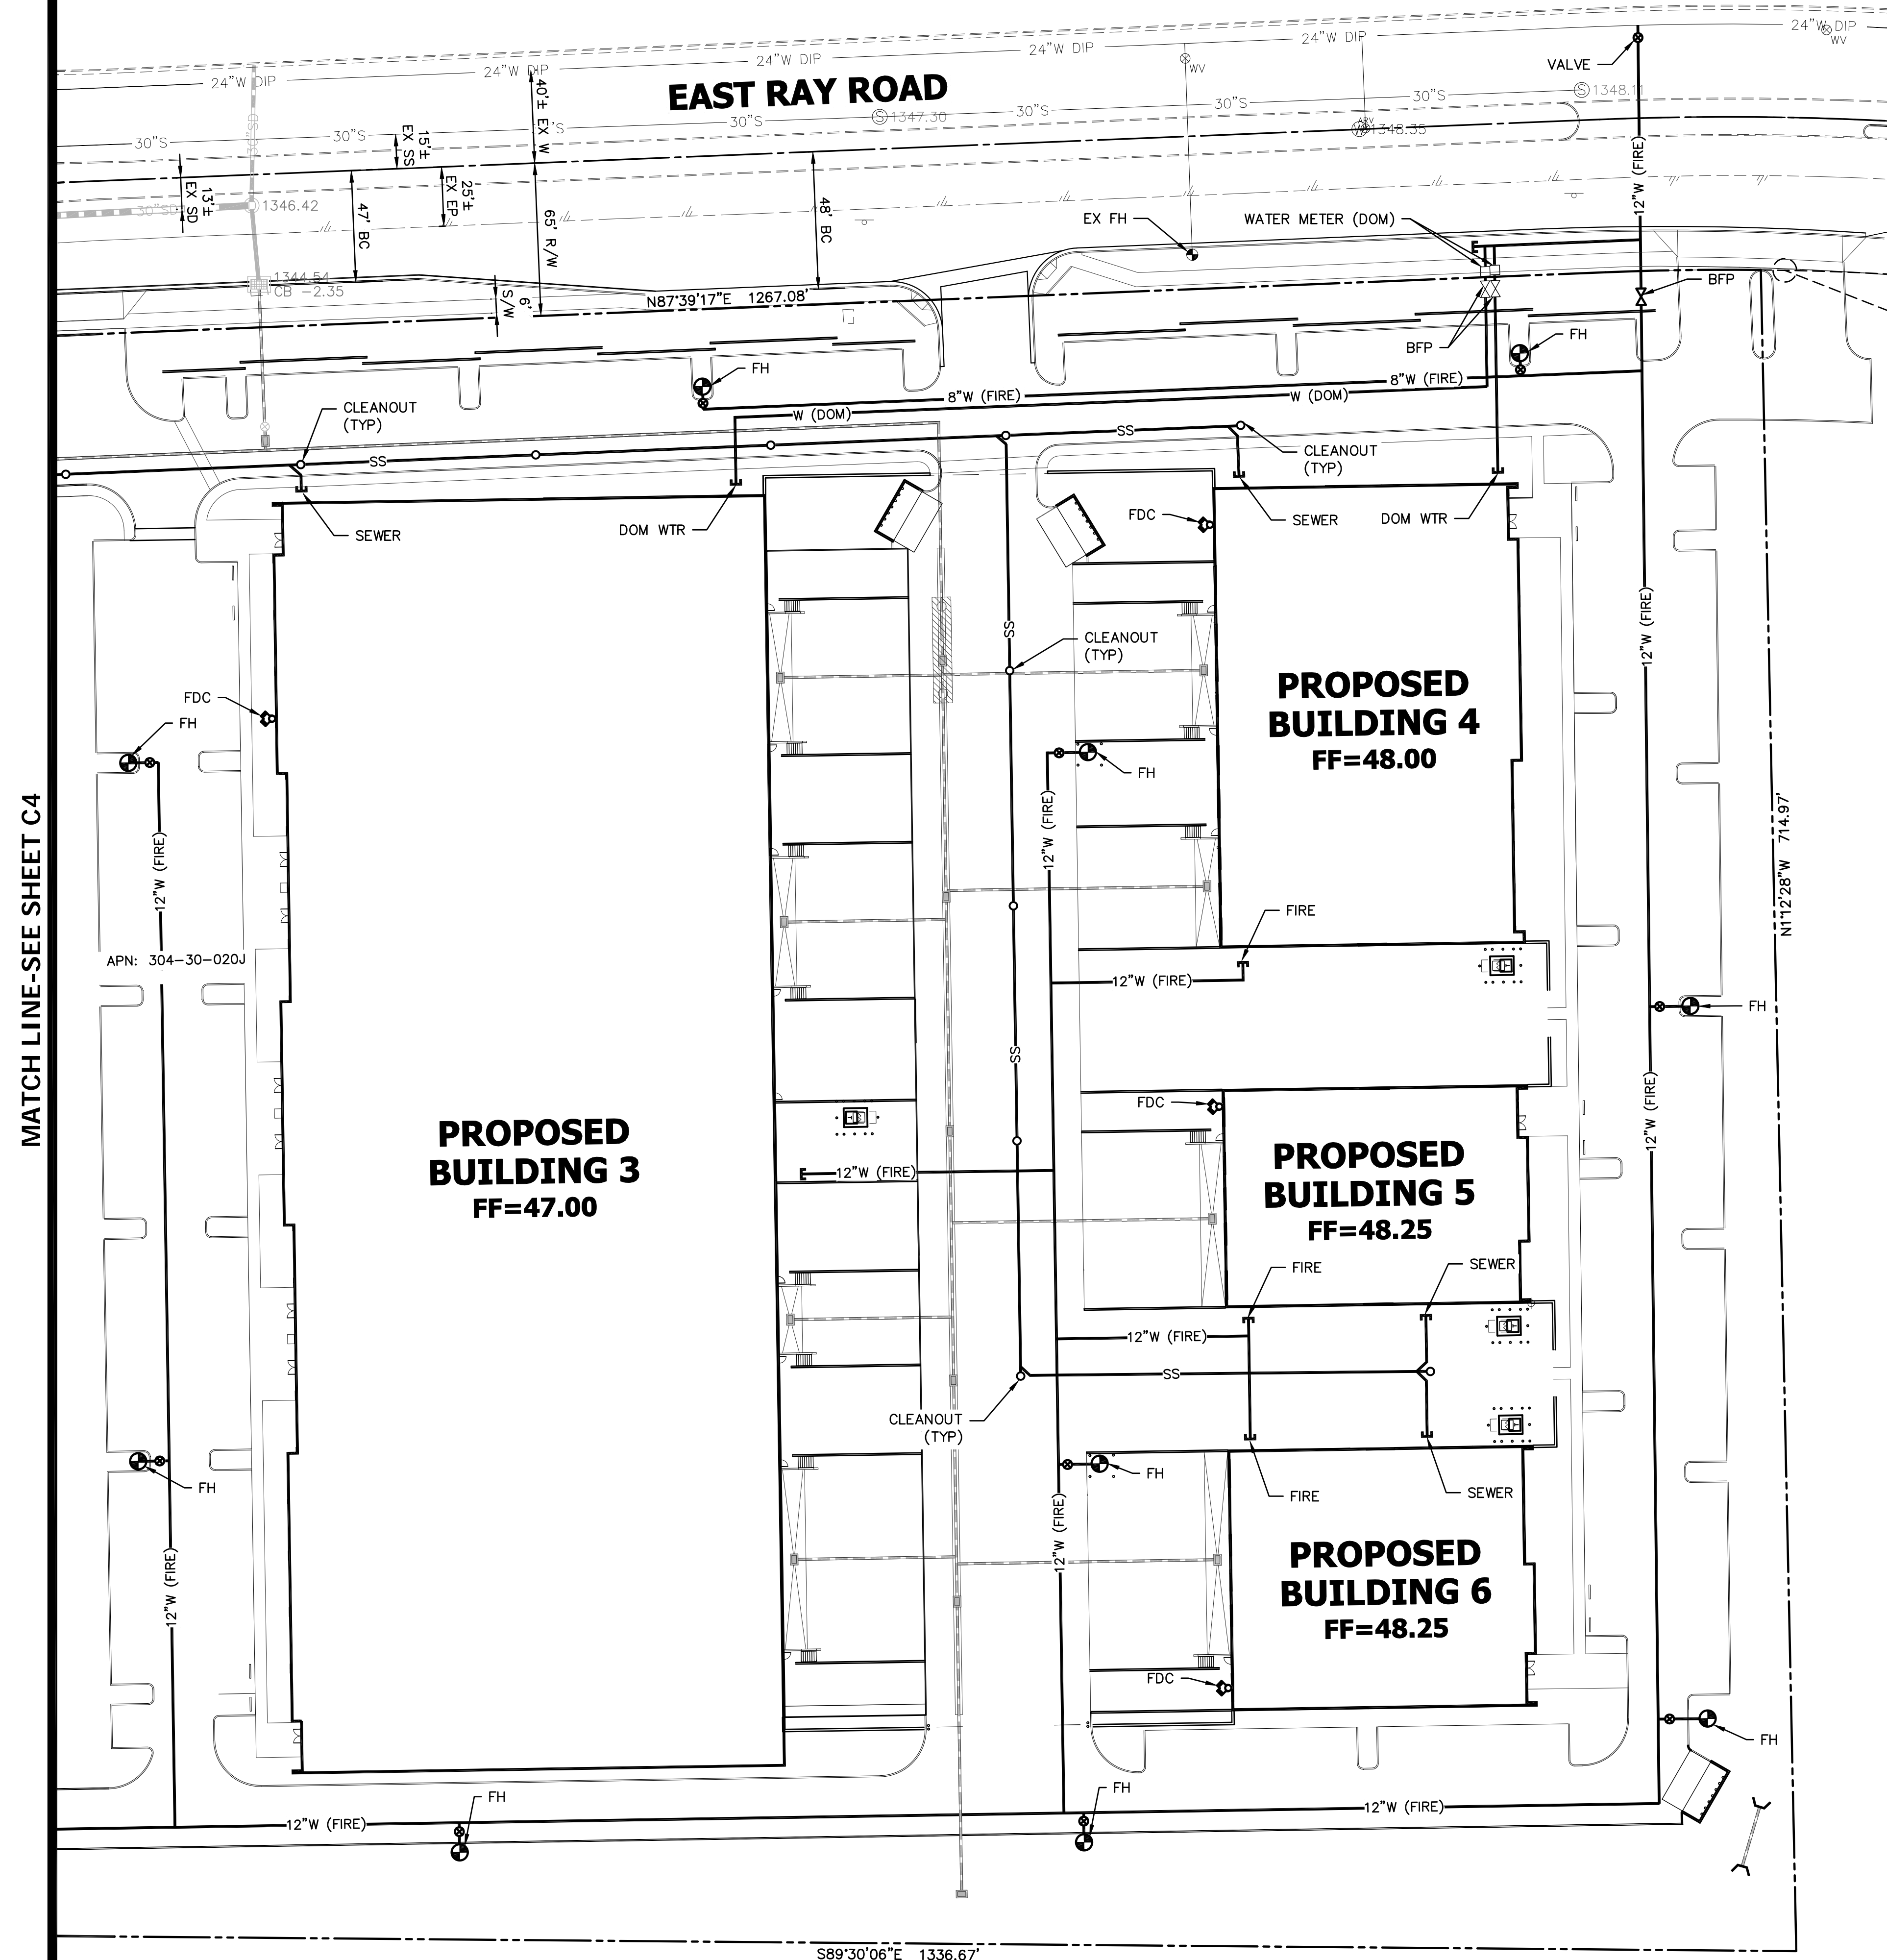 24"W DIP
24"W DIP
24"W DIP
24"W DIP
24"W DIP
24"W DIP
WV
WV
VALVE
EAST RAY ROAD
40'± EX W
15'±
EX SS
30"S
30"S
30"S
30"S
30"S
30"S
1347.30
1348.35
ARV
1348.11
13'±
EX SD
30"SD
30"SD
1346.42
47' BC
25'±
EX EP
65' R/W
48' BC
EX FH
WATER METER (DOM)
12"W (FIRE)
1344.54
CB -2.35
6'
S/W
N87°39'17"E 1267.08'
BFP
BFP
FH
FH
8"W (FIRE)
8"W (FIRE)
W (DOM)
W (DOM)
CLEANOUT
(TYP)
SS
SS
CLEANOUT
(TYP)
SEWER
DOM WTR
FDC
SEWER
DOM WTR
SS
CLEANOUT
(TYP)
12"W (FIRE)
PROPOSED
BUILDING 4
FF=48.00
FDC
FH
FH
12"W (FIRE)
12"W (FIRE)
N1°12'28"W 714.97'
MATCH LINE-SEE SHEET C4
APN: 304-30-020J
FIRE
12"W (FIRE)
FH
SS
12"W (FIRE)
FDC
PROPOSED
BUILDING 3
FF=47.00
12"W (FIRE)
PROPOSED
BUILDING 5
FF=48.25
FIRE
SEWER
12"W (FIRE)
SS
CLEANOUT
(TYP)
FH
FH
FIRE
SEWER
12"W (FIRE)
12"W (FIRE)
PROPOSED
BUILDING 6
FF=48.25
FDC
FH
FH
FH
12"W (FIRE)
12"W (FIRE)
S89°30'06"E 1336.67'